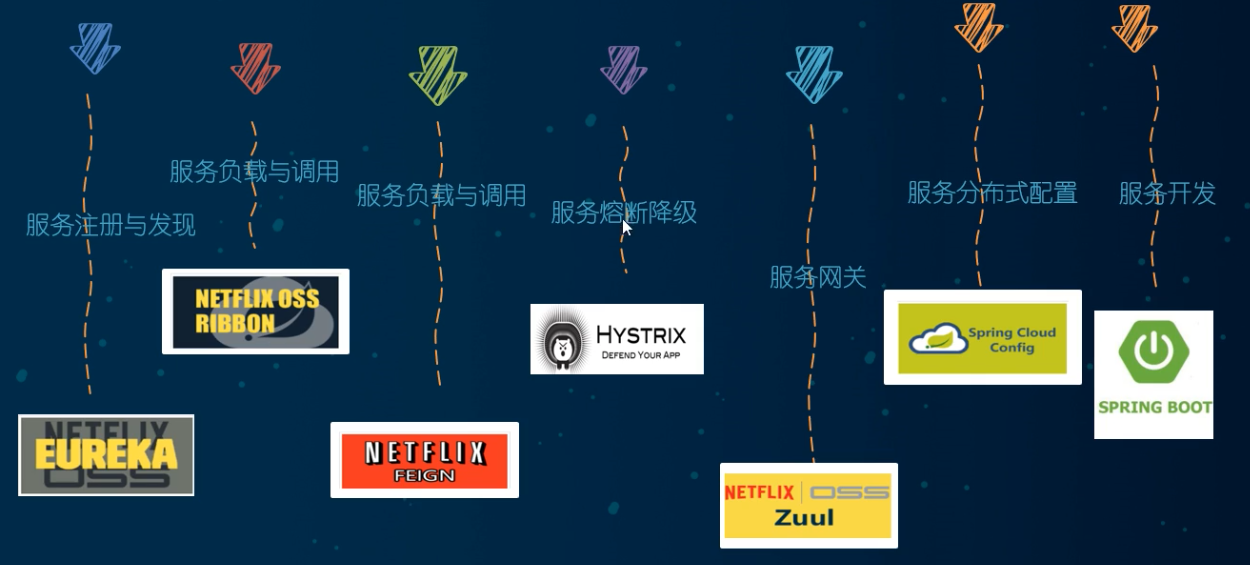 服务注册与发现
NETFLIX
EUREKA
OSS
服务负载与调用
NETFLIX OSS
RIBBON
服务负载与调用
NETFLIX
FEIGN
服务熔断降级
HYSTRIX
DEFEND YOUR APP
服务网关
NETFLIX OSS
Zuul
服务分布式配置
Spring Cloud
Config
服务开发
SPRING BOOT